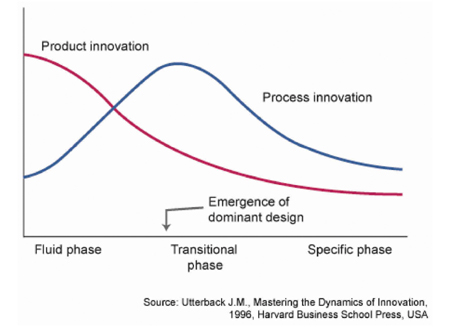 Product innovation
Process innovation
Emergence of
dominant design
Fluid phase
Transitional
phase
Specific phase
Source: Utterback J.M., Mastering the Dynamics of Innovation,
1996, Harvard Business School Press, USA